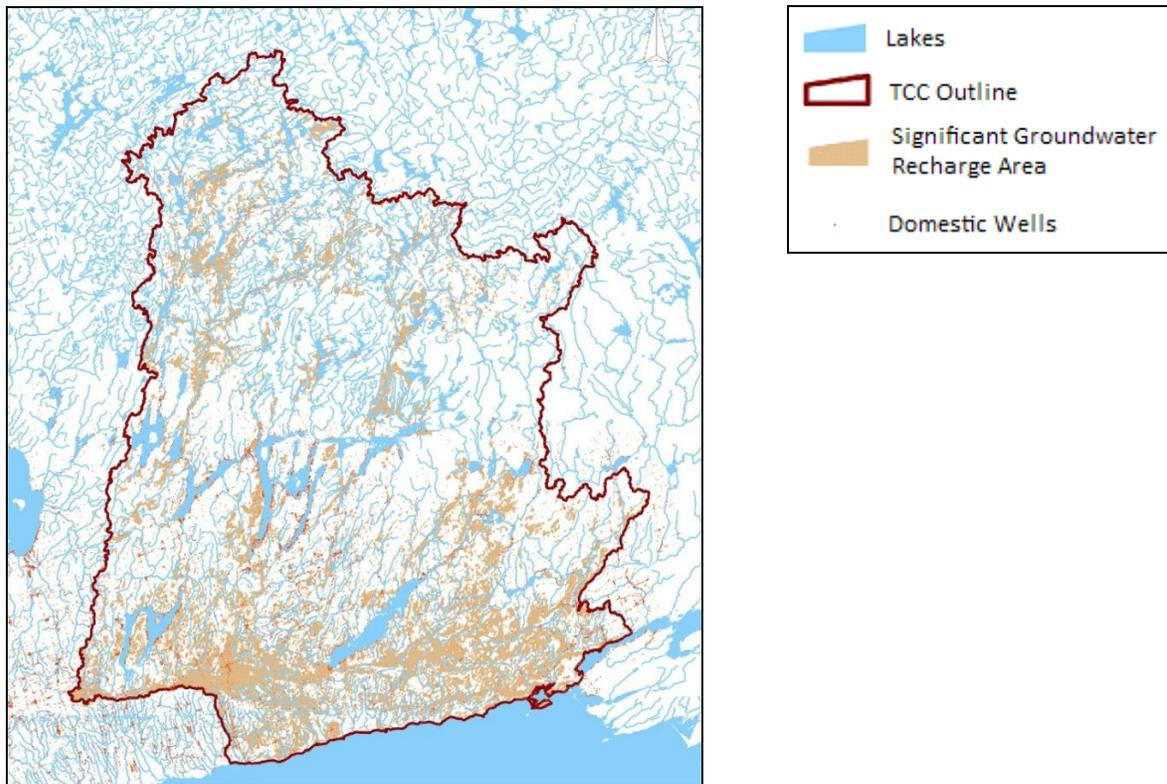 Lakes
TCC Outline
Significant Groundwater
Recharge Area
Domestic Wells